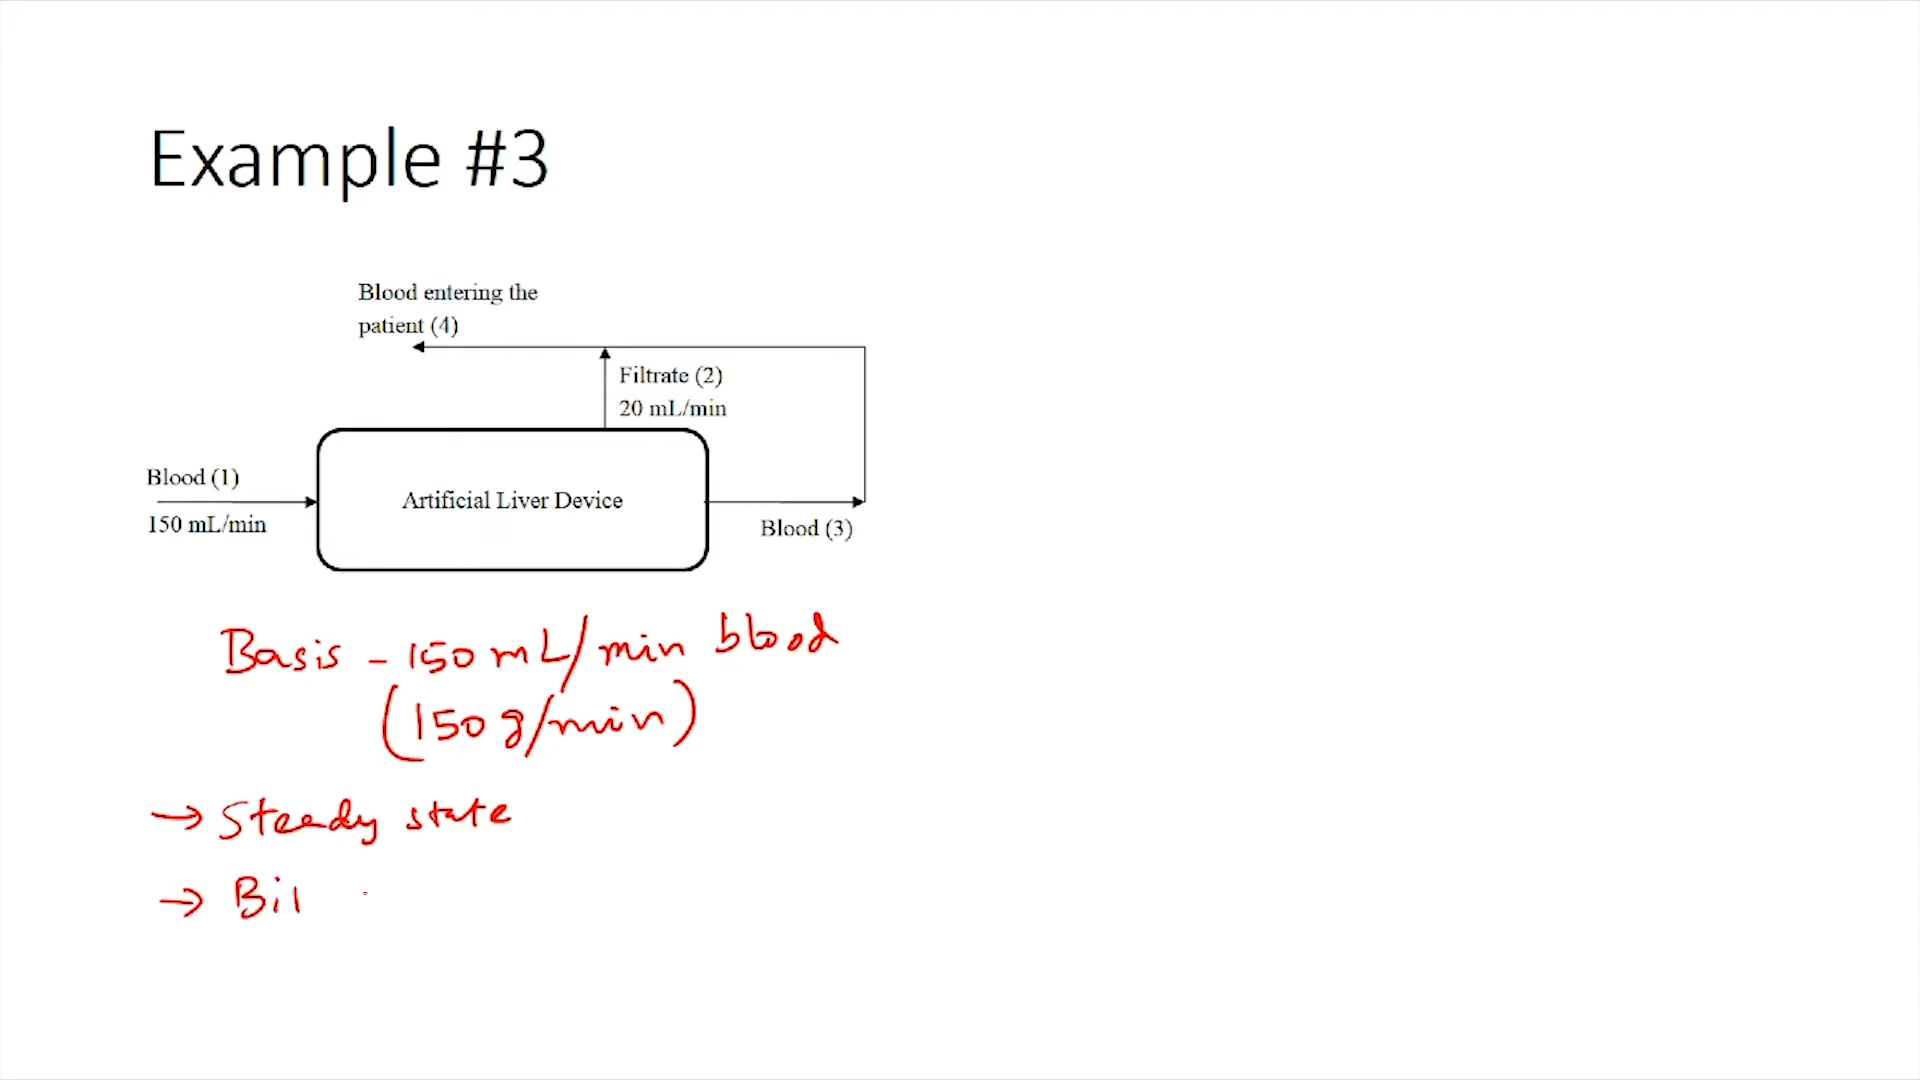 Example #3
Blood entering the
patient (4)
Filtrate (2)
20 mL/min
Blood (1)
150 mL/min
Artificial Liver Device
Blood (3)
Basis - 150 mL/min blood
(150 g/min)
→ Steady state
→ Bil